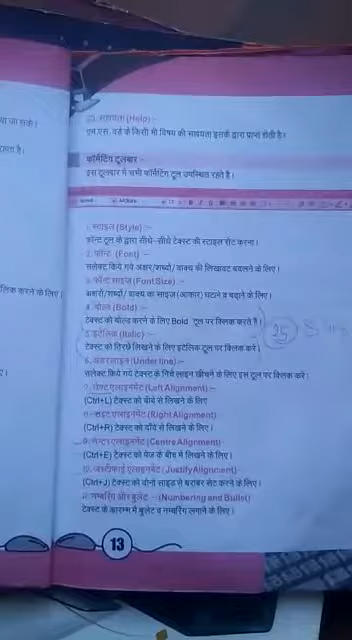 20. सहायता (Help) :-
एम.एस. वर्ड के किसी भी विषय की सहायता इसके द्वारा प्राप्त होती है।
फॉर्मेटिंग टूलबार :-
इस टूलबार में सभी फॉर्मेटिंग टूल उपस्थित रहते है।
1. स्टाइल (Style) :-
फॉन्ट टूल के द्वारा सीधे-सीधे टेक्स्ट की स्टाइल सेट करना।
2. फॉन्ट (Font) :-
सलेक्ट किये गये अक्षर/शब्दो/ वाक्य की लिखावट बदलने के लिए।
3. फॉन्ट साइज (Font Size) :-
अक्षरो/शब्दो/ वाक्य का साइज (आकार) घटाने व बढ़ाने के लिए।
4. बोल्ड (Bold) :-
टेक्स्ट को बोल्ड करने के लिए Bold टूल पर क्लिक करते है।
25
5. इटेलिक (Italic) :-
टेक्स्ट को तिरछे लिखने के लिए इटेलिक टूल पर क्लिक करे।
6. अंडरलाइन (Underline) :-
सलेक्ट किये गये टेक्स्ट के निचे लाइन खीचने के लिए इस टूल पर क्लिक करे।
7. लेफ्ट एलाइनमेंट (Left Alignment) :-
(Ctrl+L) टेक्स्ट को बॉये से लिखने के लिए
8. राइट एलाइनमेंट (Right Alignment)
(Ctrl+R) टेक्स्ट को दाँये से लिखने के लिए।
9. सेन्टर एलाइनमेंट (Centre Alignment) :-
(Ctrl+E) टेक्स्ट को पेज के बीच में लिखने के लिए।
10. जस्टीफाई एलाइनमेंट (Justify Alignment) :-
(Ctrl+J) टेक्स्ट को दोनो साइड से बराबर सेट करने के लिए।
11. नम्बरिंग और बुलेट :- (Numbering and Bullet)
टेक्स्ट के प्रारम्भ में बुलेट व नम्बरिंग लगाने के लिए।
13